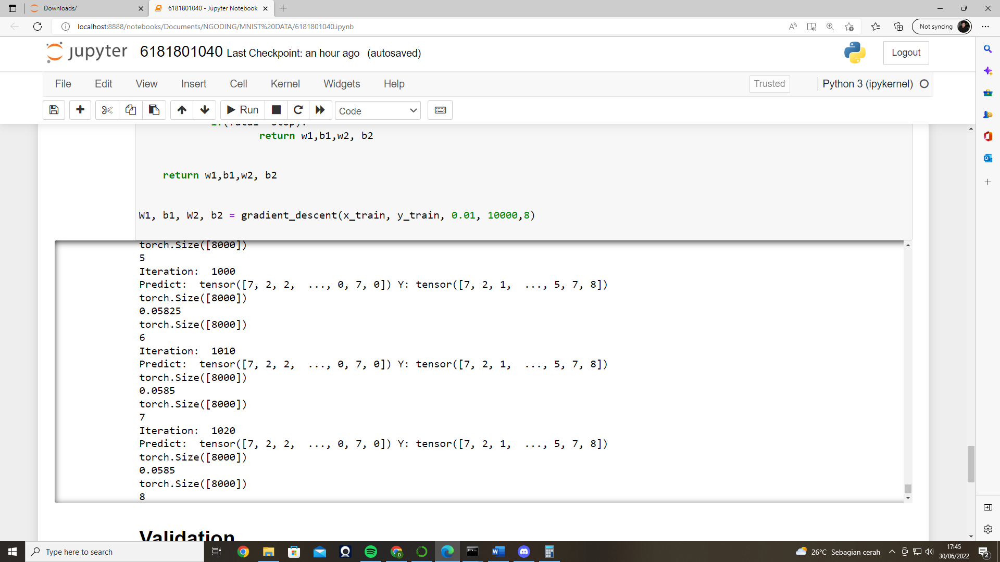 Downloads/
6181801040 - Jupyter Notebook
localhost:8888/notebooks/Documents/NGODING/MNIST%20DATA/6181801040.ipynb
Not syncing
jupyter 6181801040 Last Checkpoint: an hour ago (autosaved)
Logout
File Edit View Insert Cell Kernel Widgets Help
Trusted
Python 3 (ipykernel)
Run
Code
return w1,b1,w2, b2
return w1,b1,w2, b2
W1, b1, W2, b2 = gradient_descent(x_train, y_train, 0.01, 10000,8)
torch.Size([8000])
5
Iteration:  1000
Predict:  tensor([7, 2, 2,  ..., 0, 7, 0]) Y: tensor([7, 2, 1,  ..., 5, 7, 8])
torch.Size([8000])
0.05825
torch.Size([8000])
6
Iteration:  1010
Predict:  tensor([7, 2, 2,  ..., 0, 7, 0]) Y: tensor([7, 2, 1,  ..., 5, 7, 8])
torch.Size([8000])
0.0585
torch.Size([8000])
7
Iteration:  1020
Predict:  tensor([7, 2, 2,  ..., 0, 7, 0]) Y: tensor([7, 2, 1,  ..., 5, 7, 8])
torch.Size([8000])
0.0585
torch.Size([8000])
8
Validation
Type here to search
26°C Sebagian cerah
17:45
30/06/2022
2